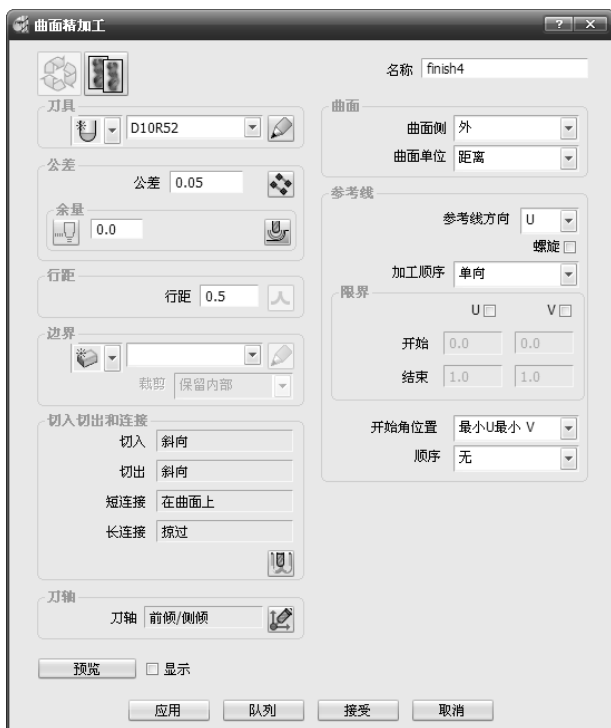 曲面精加工
名称 finish4
刀具
D10R52
公差
公差 0.05
余量
0.0
行距
行距 0.5
边界
裁剪 保留内部
切入切出和连接
切入 斜向
切出 斜向
短连接 在曲面上
长连接 掠过
刀轴
刀轴 前倾/侧倾
预览 显示
曲面
曲面侧 外
曲面单位 距离
参考线
参考线方向 U
螺旋
加工顺序 单向
限界
U V
开始 0.0 0.0
结束 1.0 1.0
开始角位置 最小U最小 V
顺序 无
应用 队列 接受 取消